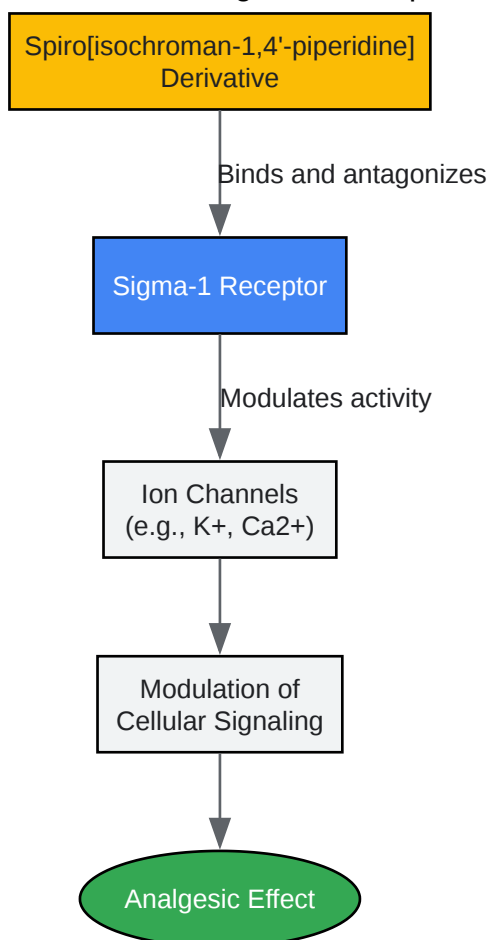 Spiro[isochroman-1,4'-piperidine]
Derivative
Binds and antagonizes
Sigma-1 Receptor
Modulates activity
Ion Channels
(e.g., K+, Ca2+)
Modulation of
Cellular Signaling
Analgesic Effect